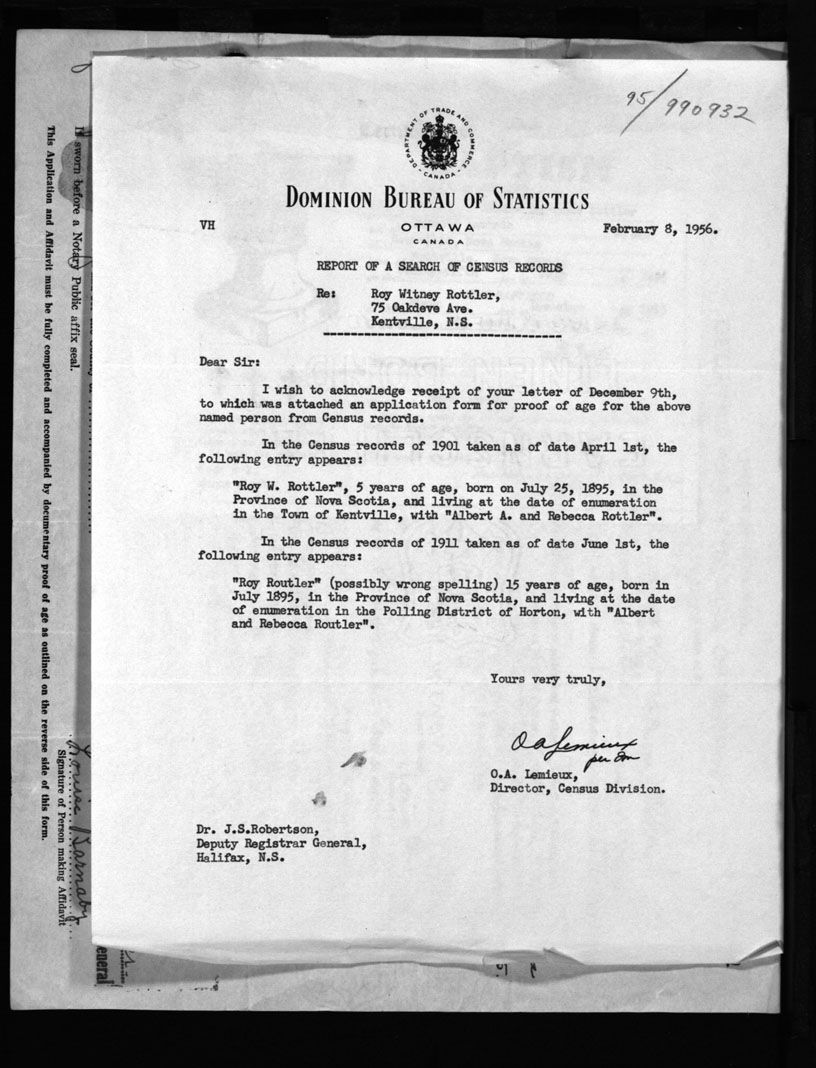 95/990932
DEPARTMENT OF TRADE AND COMMERCE
- CANADA -
DOMINION BUREAU OF STATISTICS
VH
OTTAWA
CANADA
February 8, 1956.
REPORT OF A SEARCH OF CENSUS RECORDS
Re: Roy Witney Rottler,
75 Oakdeve Ave.
Kentville, N.S.
Dear Sir:
I wish to acknowledge receipt of your letter of December 9th,
to which was attached an application form for proof of age for the above
named person from Census records.
In the Census records of 1901 taken as of date April 1st, the
following entry appears:
"Roy W. Rottler", 5 years of age, born on July 25, 1895, in the
Province of Nova Scotia, and living at the date of enumeration
in the Town of Kentville, with "Albert A. and Rebecca Rottler".
In the Census records of 1911 taken as of date June 1st, the
following entry appears:
"Roy Routler" (possibly wrong spelling) 15 years of age, born in
July 1895, in the Province of Nova Scotia, and living at the date
of enumeration in the Polling District of Horton, with "Albert
and Rebecca Routler".
Yours very truly,
O A Lemieux
per
O.A. Lemieux,
Director, Census Division.
Dr. J.S.Robertson,
Deputy Registrar General,
Halifax, N.S.
If sworn before a Notary Public affix seal.
This Application and Affidavit must be fully completed and accompanied by documentary proof of age as outlined on the reverse side of this form.
Louise Harnaby
Signature of Person making Affidavit
eneral